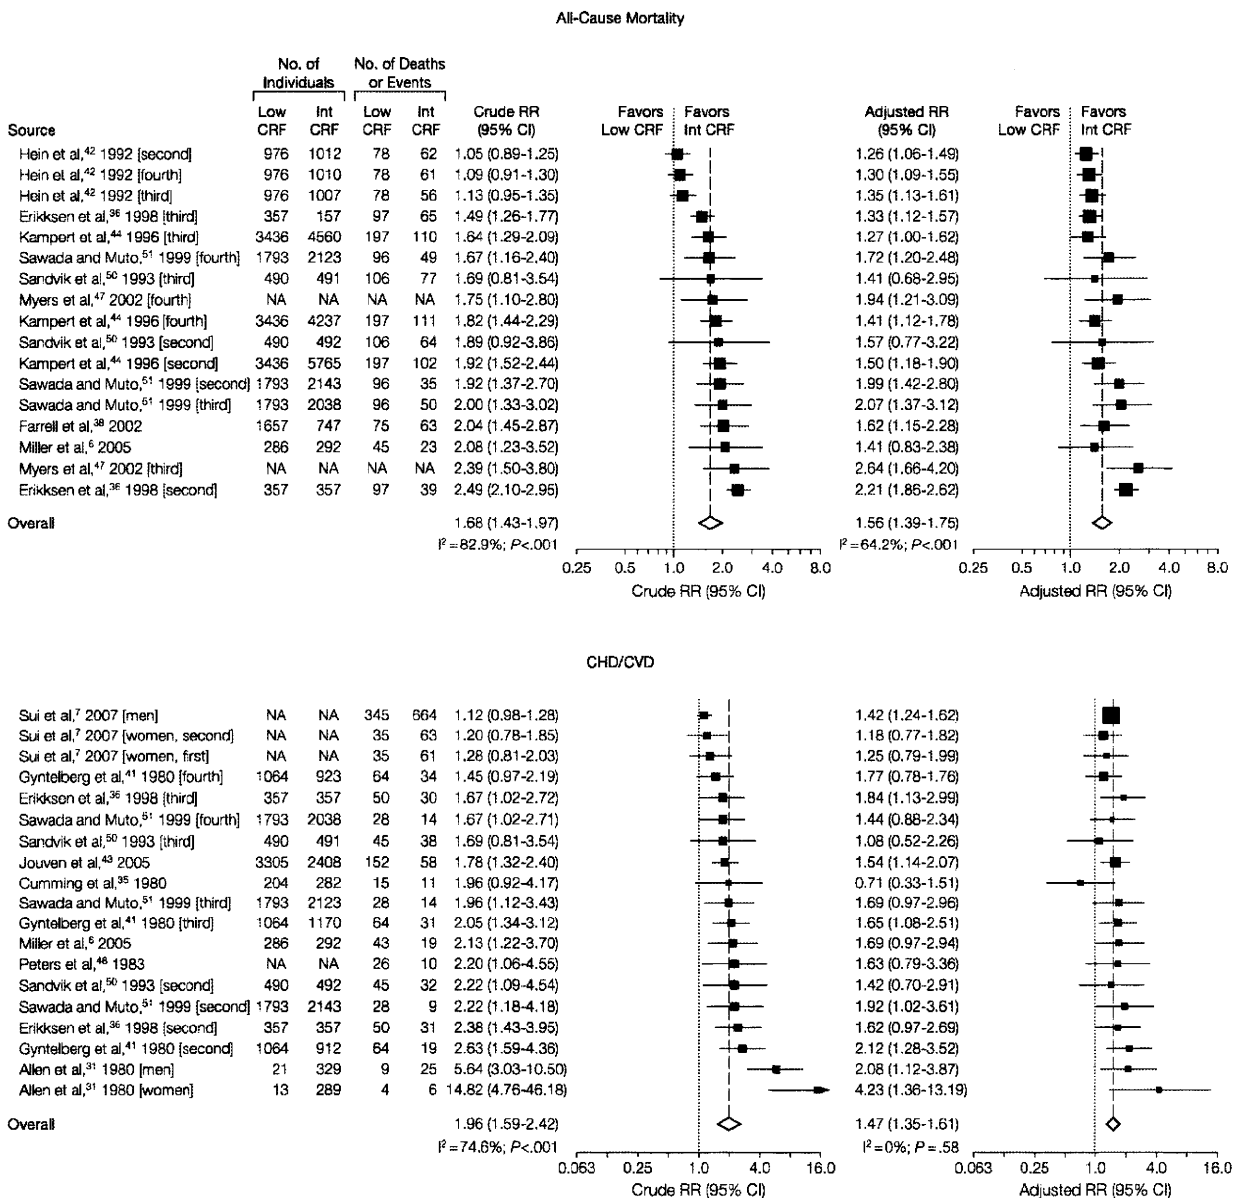 All-Cause Mortality
No. of Individuals No. of Deaths or Events
Source Low CRF Int CRF Low CRF Int CRF Crude RR (95% CI) Favors Low CRF Favors Int CRF Adjusted RR (95% CI) Favors Low CRF Favors Int CRF
Hein et al,42 1992 [second] 976 1012 78 62 1.05 (0.89-1.25) 1.26 (1.06-1.49)
Hein et al,42 1992 [fourth] 976 1010 78 61 1.09 (0.91-1.30) 1.30 (1.09-1.55)
Hein et al,42 1992 [third] 976 1007 78 56 1.13 (0.95-1.35) 1.35 (1.13-1.61)
Erikksen et al,36 1998 [third] 357 157 97 65 1.49 (1.26-1.77) 1.33 (1.12-1.57)
Kampert et al,44 1996 [third] 3436 4560 197 110 1.64 (1.29-2.09) 1.27 (1.00-1.62)
Sawada and Muto,51 1999 [fourth] 1793 2123 96 49 1.67 (1.16-2.40) 1.72 (1.20-2.48)
Sandvik et al,50 1993 [third] 490 491 106 77 1.69 (0.81-3.54) 1.41 (0.68-2.95)
Myers et al,47 2002 [fourth] NA NA NA NA 1.75 (1.10-2.80) 1.94 (1.21-3.09)
Kampert et al,44 1996 [fourth] 3436 4237 197 111 1.82 (1.44-2.29) 1.41 (1.12-1.78)
Sandvik et al,50 1993 [second] 490 492 106 64 1.89 (0.92-3.86) 1.57 (0.77-3.22)
Kampert et al,44 1996 [second] 3436 5765 197 102 1.92 (1.52-2.44) 1.50 (1.18-1.90)
Sawada and Muto,51 1999 [second] 1793 2143 96 35 1.92 (1.37-2.70) 1.99 (1.42-2.80)
Sawada and Muto,51 1999 [third] 1793 2038 96 50 2.00 (1.33-3.02) 2.07 (1.37-3.12)
Farrell et al,38 2002 1657 747 75 63 2.04 (1.45-2.87) 1.62 (1.15-2.28)
Miller et al,6 2005 286 292 45 23 2.08 (1.23-3.52) 1.41 (0.83-2.38)
Myers et al,47 2002 [third] NA NA NA NA 2.39 (1.50-3.80) 2.64 (1.66-4.20)
Erikksen et al,36 1998 [second] 357 357 97 39 2.49 (2.10-2.95) 2.21 (1.86-2.62)
Overall 1.68 (1.43-1.97) 1.56 (1.39-1.75)
I2=82.9%; P<.001 I2=64.2%; P<.001
0.25 0.5 1.0 2.0 4.0 8.0 0.25 0.5 1.0 2.0 4.0 8.0
Crude RR (95% CI) Adjusted RR (95% CI)
CHD/CVD
Sui et al,7 2007 [men] NA NA 345 664 1.12 (0.98-1.28) 1.42 (1.24-1.62)
Sui et al,7 2007 [women, second] NA NA 35 63 1.20 (0.78-1.85) 1.18 (0.77-1.82)
Sui et al,7 2007 [women, first] NA NA 35 61 1.28 (0.81-2.03) 1.25 (0.79-1.99)
Gyntelberg et al,41 1980 [fourth] 1064 923 64 34 1.45 (0.97-2.19) 1.77 (0.78-1.76)
Erikksen et al,36 1998 [third] 357 357 50 30 1.67 (1.02-2.72) 1.84 (1.13-2.99)
Sawada and Muto,51 1999 [fourth] 1793 2038 28 14 1.67 (1.02-2.71) 1.44 (0.88-2.34)
Sandvik et al,50 1993 [third] 490 491 45 38 1.69 (0.81-3.54) 1.08 (0.52-2.26)
Jouven et al,43 2005 3305 2408 152 58 1.78 (1.32-2.40) 1.54 (1.14-2.07)
Cumming et al,35 1980 204 282 15 11 1.96 (0.92-4.17) 0.71 (0.33-1.51)
Sawada and Muto,51 1999 [third] 1793 2123 28 14 1.96 (1.12-3.43) 1.69 (0.97-2.96)
Gyntelberg et al,41 1980 [third] 1064 1170 64 31 2.05 (1.34-3.12) 1.65 (1.08-2.51)
Miller et al,6 2005 286 292 43 19 2.13 (1.22-3.70) 1.69 (0.97-2.94)
Peters et al,48 1983 NA NA 26 10 2.20 (1.06-4.55) 1.63 (0.79-3.36)
Sandvik et al,50 1993 [second] 490 492 45 32 2.22 (1.09-4.54) 1.42 (0.70-2.91)
Sawada and Muto,51 1999 [second] 1793 2143 28 9 2.22 (1.18-4.18) 1.92 (1.02-3.61)
Erikksen et al,36 1998 [second] 357 357 50 31 2.38 (1.43-3.95) 1.62 (0.97-2.69)
Gyntelberg et al,41 1980 [second] 1064 912 64 19 2.63 (1.59-4.36) 2.12 (1.28-3.52)
Allen et al,31 1980 [men] 21 329 9 25 5.64 (3.03-10.50) 2.08 (1.12-3.87)
Allen et al,31 1980 [women] 13 289 4 6 14.82 (4.76-46.18) 4.23 (1.36-13.19)
Overall 1.96 (1.59-2.42) 1.47 (1.35-1.61)
I2=74.6%; P<.001 I2=0%; P=.58
0.063 0.25 1.0 4.0 16.0 0.063 0.25 1.0 4.0 16.0
Crude RR (95% CI) Adjusted RR (95% CI)